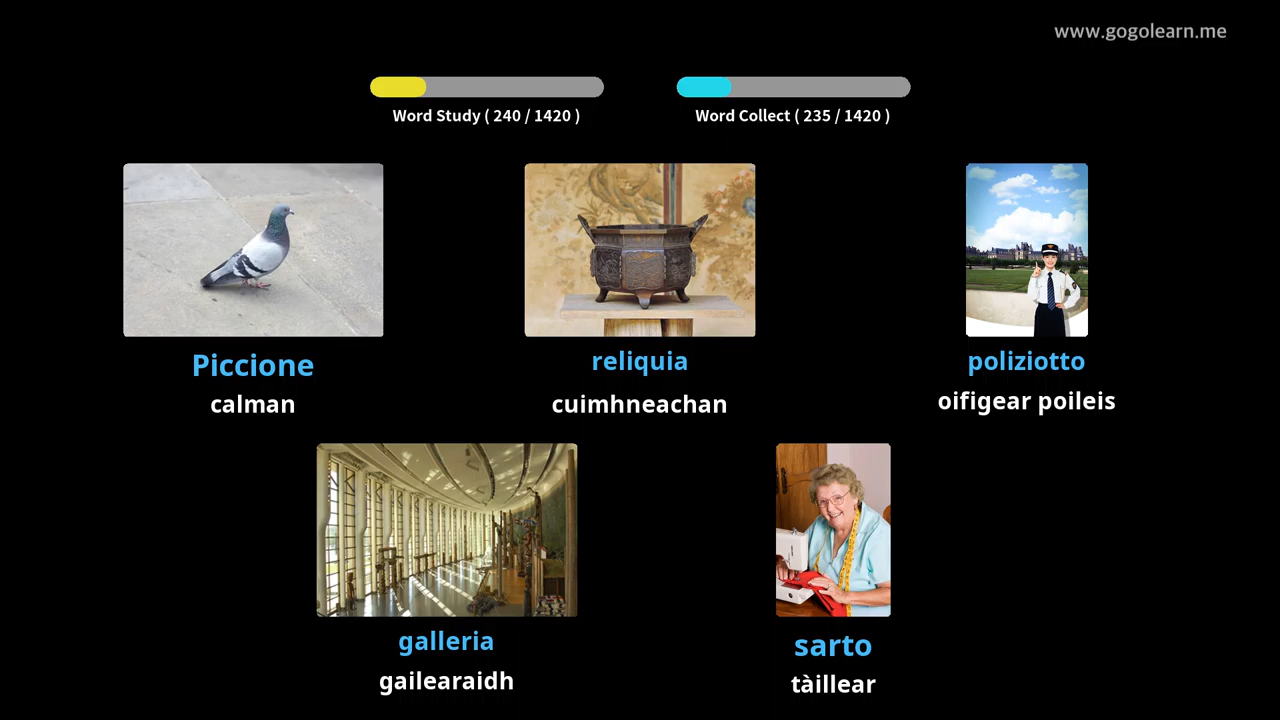 www.gogolearn.me
Word Study ( 240 / 1420 )
Word Collect ( 235 / 1420 )
Piccione
calman
reliquia
cuimhneachan
poliziotto
oifigear poileis
galleria
gailearaidh
sarto
tàillear